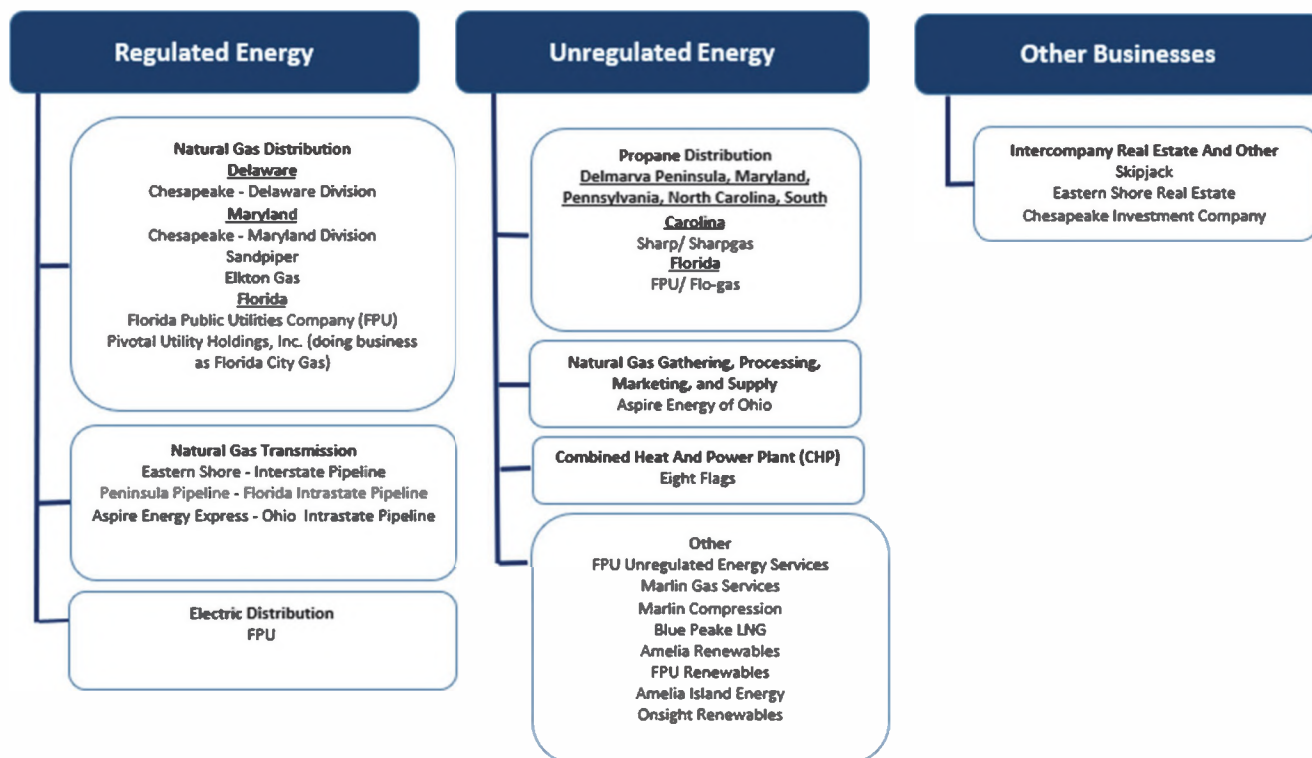 Regulated Energy
Natural Gas Distribution
Delaware
Chesapeake - Delaware Division
Maryland
Chesapeake - Maryland Division
Sandpiper
Elkton Gas
Florida
Florida Public Utilities Company (FPU)
Pivotal Utility Holdings, Inc. (doing business
as Florida City Gas)
Natural Gas Transmission
Eastern Shore - Interstate Pipeline
Peninsula Pipeline - Florida Intrastate Pipeline
Aspire Energy Express - Ohio Intrastate Pipeline
Electric Distribution
FPU
Unregulated Energy
Propane Distribution
Delmarva Peninsula, Maryland,
Pennsylvania, North Carolina, South
Carolina
Sharp/ Sharpgas
Florida
FPU/ Flo-gas
Natural Gas Gathering, Processing,
Marketing, and Supply
Aspire Energy of Ohio
Combined Heat And Power Plant (CHP)
Eight Flags
Other
FPU Unregulated Energy Services
Marlin Gas Services
Marlin Compression
Blue Peake LNG
Amelia Renewables
FPU Renewables
Amelia Island Energy
Onsight Renewables
Other Businesses
Intercompany Real Estate And Other
Skipjack
Eastern Shore Real Estate
Chesapeake Investment Company